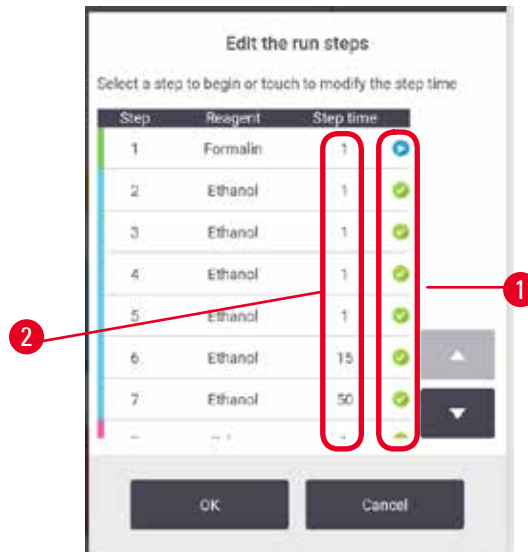 Edit the run steps
Select a step to begin or touch to modify the step time
Step Reagent Step time
1 Formalin 1
2 Ethanol 1
3 Ethanol 1
4 Ethanol 1
5 Ethanol 1
6 Ethanol 15
7 Ethanol 50
1
2
OK Cancel